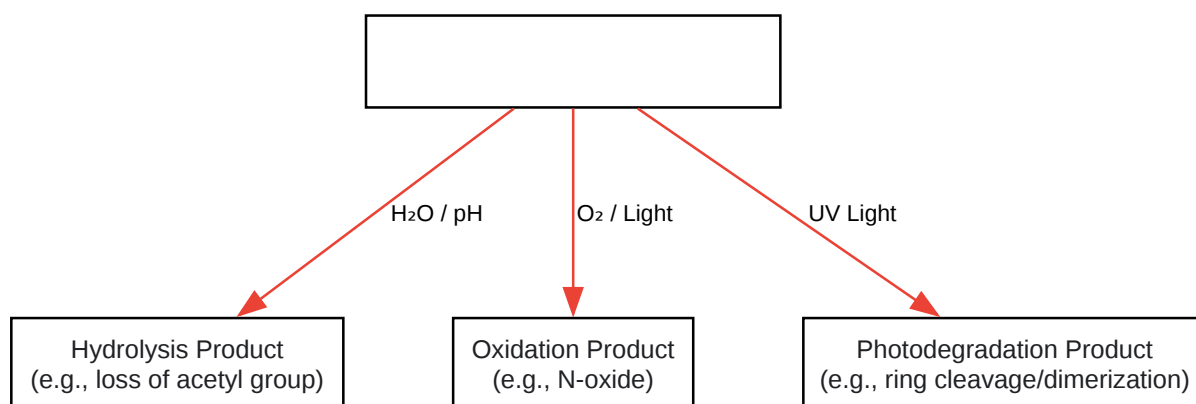 H₂O / pH
O₂ / Light
UV Light
Hydrolysis Product
(e.g., loss of acetyl group)
Oxidation Product
(e.g., N-oxide)
Photodegradation Product
(e.g., ring cleavage/dimerization)